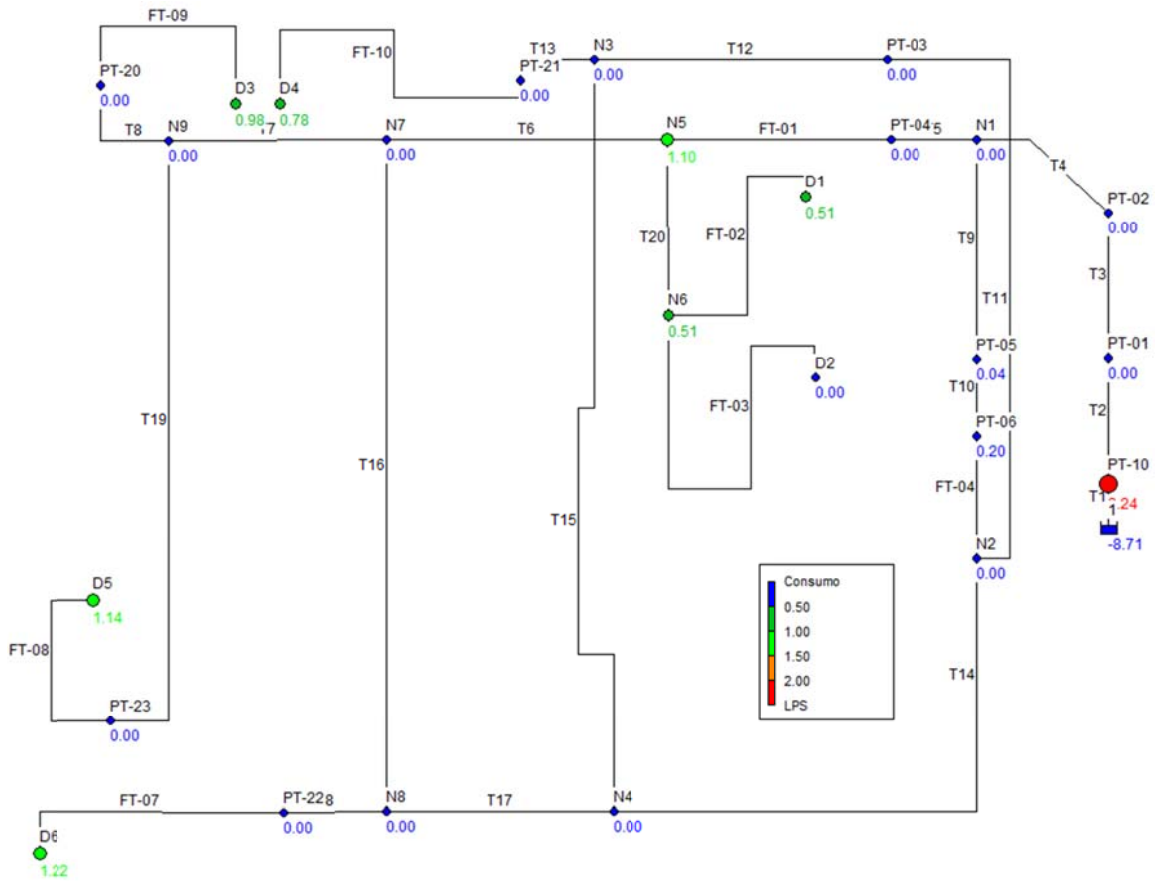 FT-09
FT-10
T13
N3
T12
PT-03
PT-20
D3
D4
PT-21
0.00
0.00
0.00
0.00
0.98
0.78
T8
N9
N7
T6
N5
FT-01
PT-04
5
N1
0.00
0.00
1.10
0.00
0.00
T4
D1
PT-02
0.51
0.00
T20
FT-02
T9
T3
N6
T11
0.51
PT-05
PT-01
D2
0.04
0.00
0.00
T10
FT-03
T2
T19
PT-06
0.20
T16
PT-10
FT-04
T1
.24
1
T15
N2
-8.71
0.00
D5
1.14
Consumo
0.50
1.00
1.50
2.00
LPS
FT-08
T14
PT-23
0.00
FT-07
PT-22
8
N8
T17
N4
0.00
0.00
0.00
D6
1.22